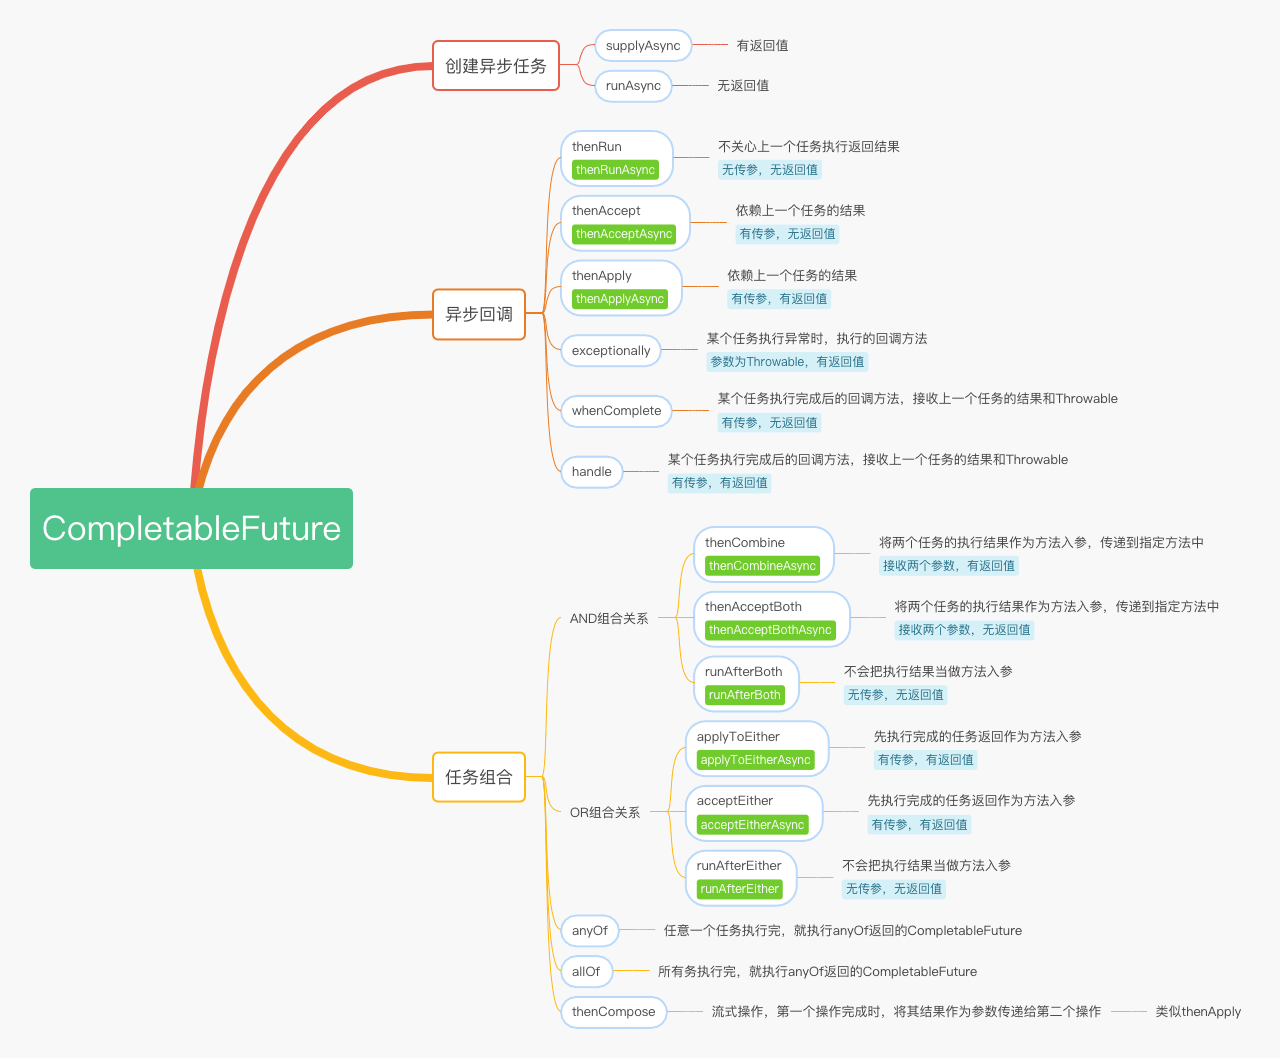 CompletableFuture
创建异步任务
supplyAsync
有返回值
runAsync
无返回值
异步回调
thenRun
thenRunAsync
不关心上一个任务执行返回结果
无传参，无返回值
thenAccept
thenAcceptAsync
依赖上一个任务的结果
有传参，无返回值
thenApply
thenApplyAsync
依赖上一个任务的结果
有传参，有返回值
exceptionally
某个任务执行异常时，执行的回调方法
参数为Throwable，有返回值
whenComplete
某个任务执行完成后的回调方法，接收上一个任务的结果和Throwable
有传参，无返回值
handle
某个任务执行完成后的回调方法，接收上一个任务的结果和Throwable
有传参，有返回值
任务组合
AND组合关系
thenCombine
thenCombineAsync
将两个任务的执行结果作为方法入参，传递到指定方法中
接收两个参数，有返回值
thenAcceptBoth
thenAcceptBothAsync
将两个任务的执行结果作为方法入参，传递到指定方法中
接收两个参数，无返回值
runAfterBoth
runAfterBoth
不会把执行结果当做方法入参
无传参，无返回值
OR组合关系
applyToEither
applyToEitherAsync
先执行完成的任务返回作为方法入参
有传参，有返回值
acceptEither
acceptEitherAsync
先执行完成的任务返回作为方法入参
有传参，有返回值
runAfterEither
runAfterEither
不会把执行结果当做方法入参
无传参，无返回值
anyOf
任意一个任务执行完，就执行anyOf返回的CompletableFuture
allOf
所有务执行完，就执行anyOf返回的CompletableFuture
thenCompose
流式操作，第一个操作完成时，将其结果作为参数传递给第二个操作
类似thenApply